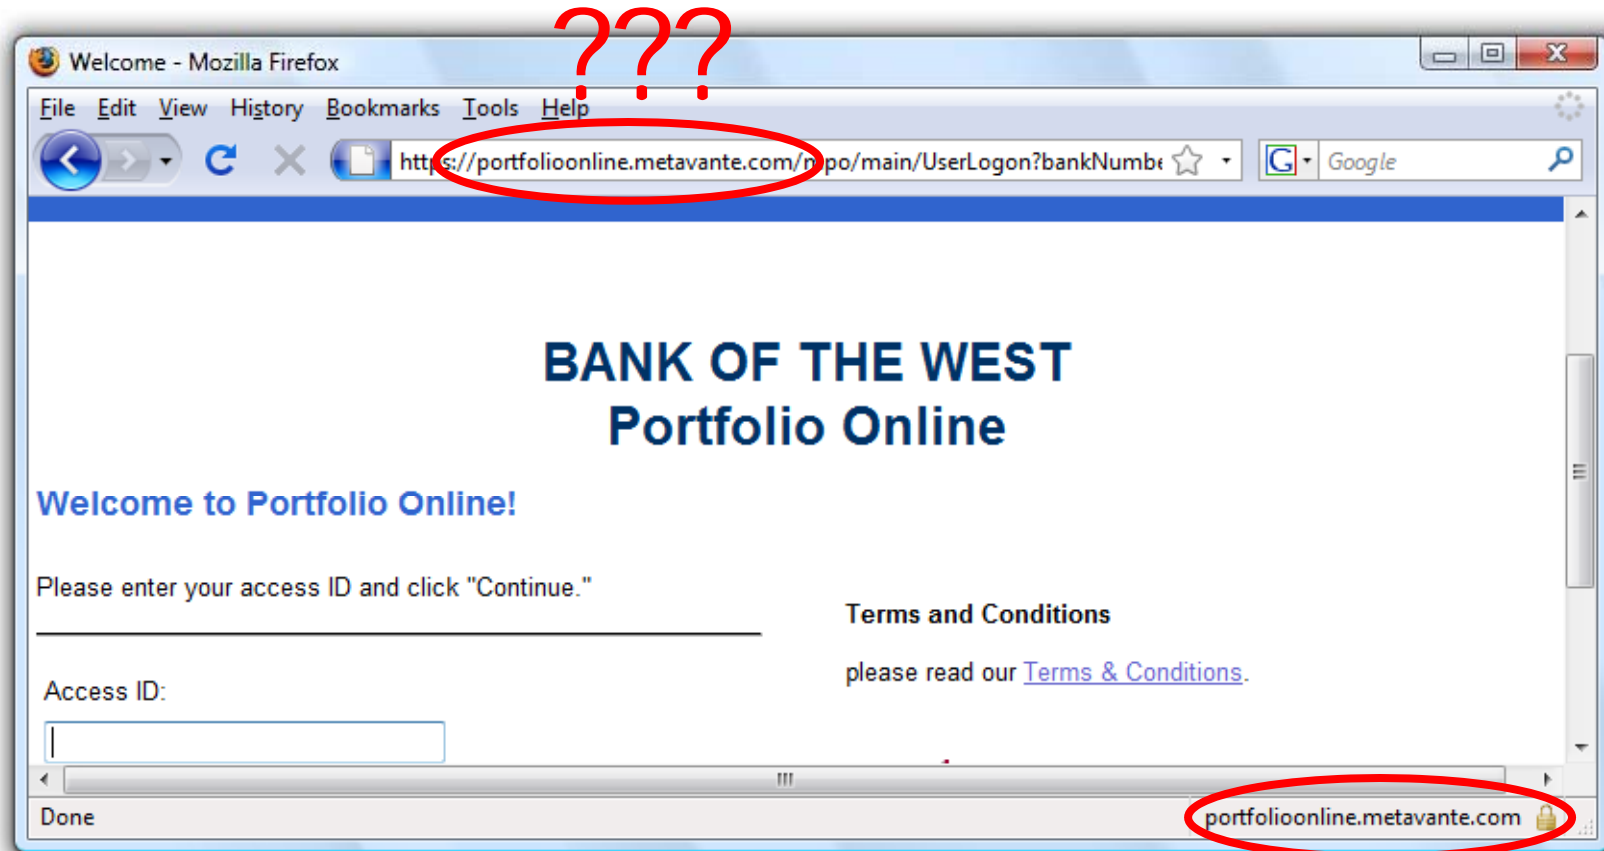 ???
Welcome - Mozilla Firefox
File Edit View History Bookmarks Tools Help
https://portfolioonline.metavante.com/mpo/main/UserLogon?bankNumbe
G Google
BANK OF THE WEST
Portfolio Online
Welcome to Portfolio Online!
Please enter your access ID and click "Continue."
Terms and Conditions
please read our Terms & Conditions.
Access ID:
Done portfolioonline.metavante.com